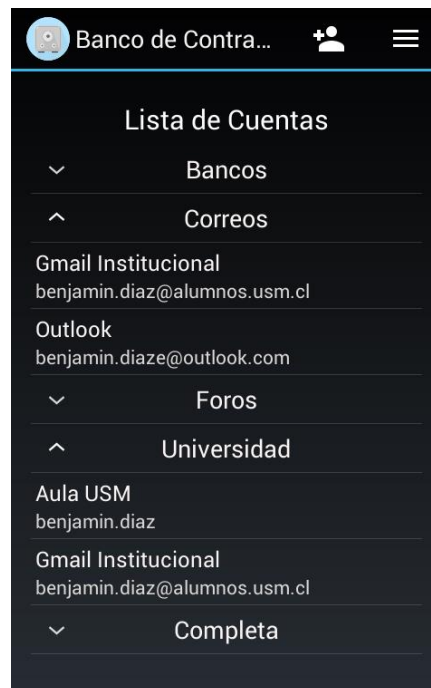 Banco de Contra...
Lista de Cuentas
Bancos
Correos
Gmail Institucional
benjamin.diaz@alumnos.usm.cl
Outlook
benjamin.diaze@outlook.com
Foros
Universidad
Aula USM
benjamin.diaz
Gmail Institucional
benjamin.diaz@alumnos.usm.cl
Completa